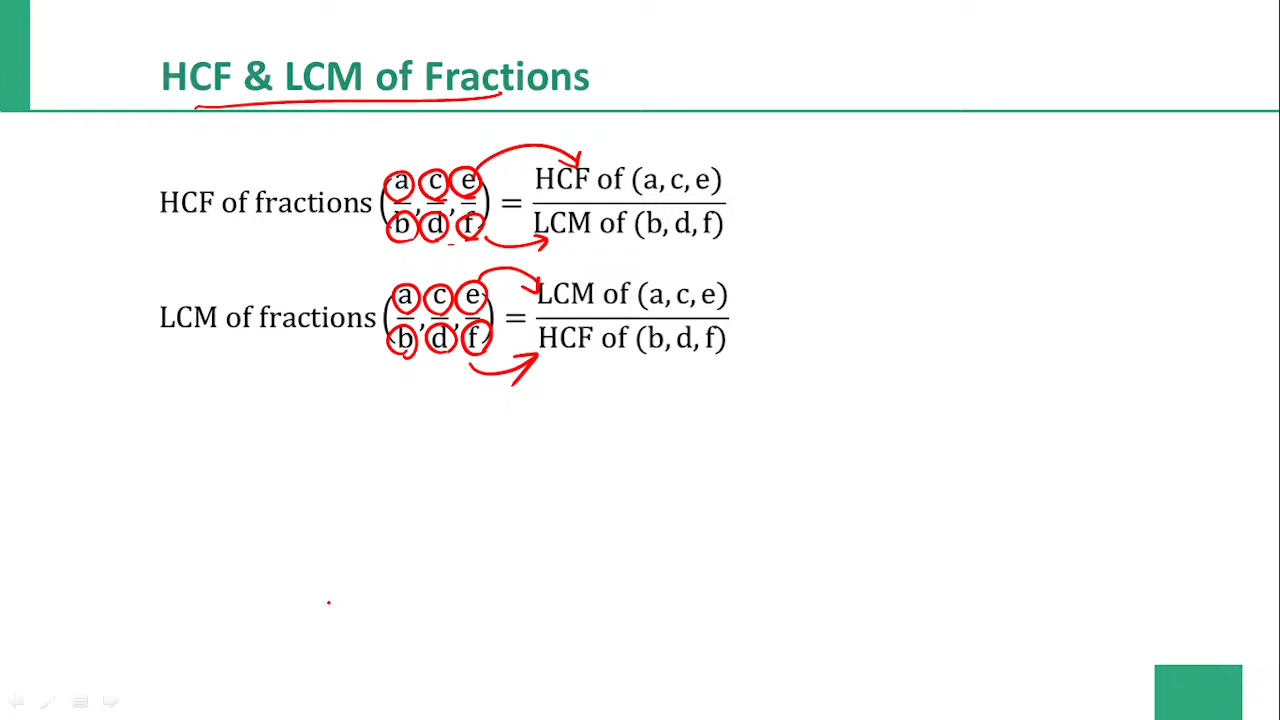 HCF & LCM of Fractions
HCF of fractions (a/b, c/d, e/f) = HCF of (a, c, e) / LCM of (b, d, f)
LCM of fractions (a/b, c/d, e/f) = LCM of (a, c, e) / HCF of (b, d, f)